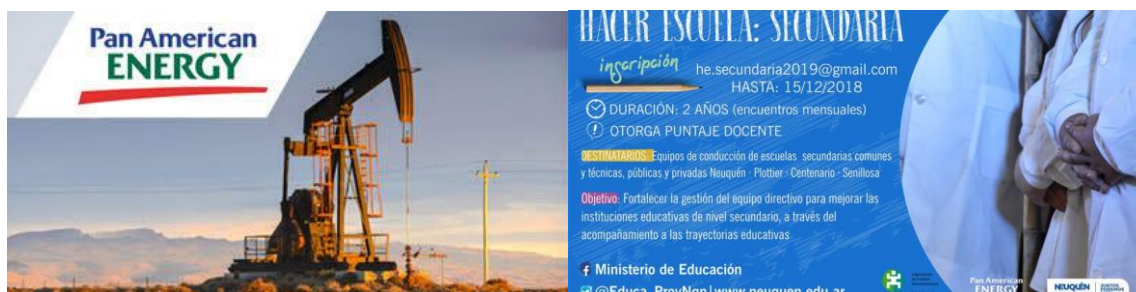 Pan American
ENERGY
HACER ESCUELA: SECUNDARIA
inscripción
he.secundaria2019@gmail.com
HASTA: 15/12/2018
DURACIÓN: 2 AÑOS (encuentros mensuales)
OTORGA PUNTAJE DOCENTE
DESTINATARIOS: Equipos de conducción de escuelas secundarias comunes
y técnicas, públicas y privadas Neuquén · Plottier · Centenario · Senillosa
Objetivo: Fortalecer la gestión del equipo directivo para mejorar las
instituciones educativas de nivel secundario, a través del
acompañamiento a las trayectorias educativas
Ministerio de Educación
@Educa_ProvNqn | www.neuquen.edu.ar
Pan American
ENERGY
NEUQUÉN